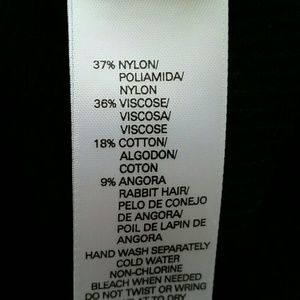 37% NYLON/
POLIAMIDA/
NYLON
36% VISCOSE/
VISCOSA/
VISCOSE
18% COTTON/
ALGODON/
COTON
9% ANGORA
RABBIT HAIR/
PELO DE CONEJO
DE ANGORA/
POIL DE LAPIN DE
ANGORA
HAND WASH SEPARATELY
COLD WATER
NON-CHLORINE
BLEACH WHEN NEEDED
DO NOT TWIST OR WRING
TO DRY